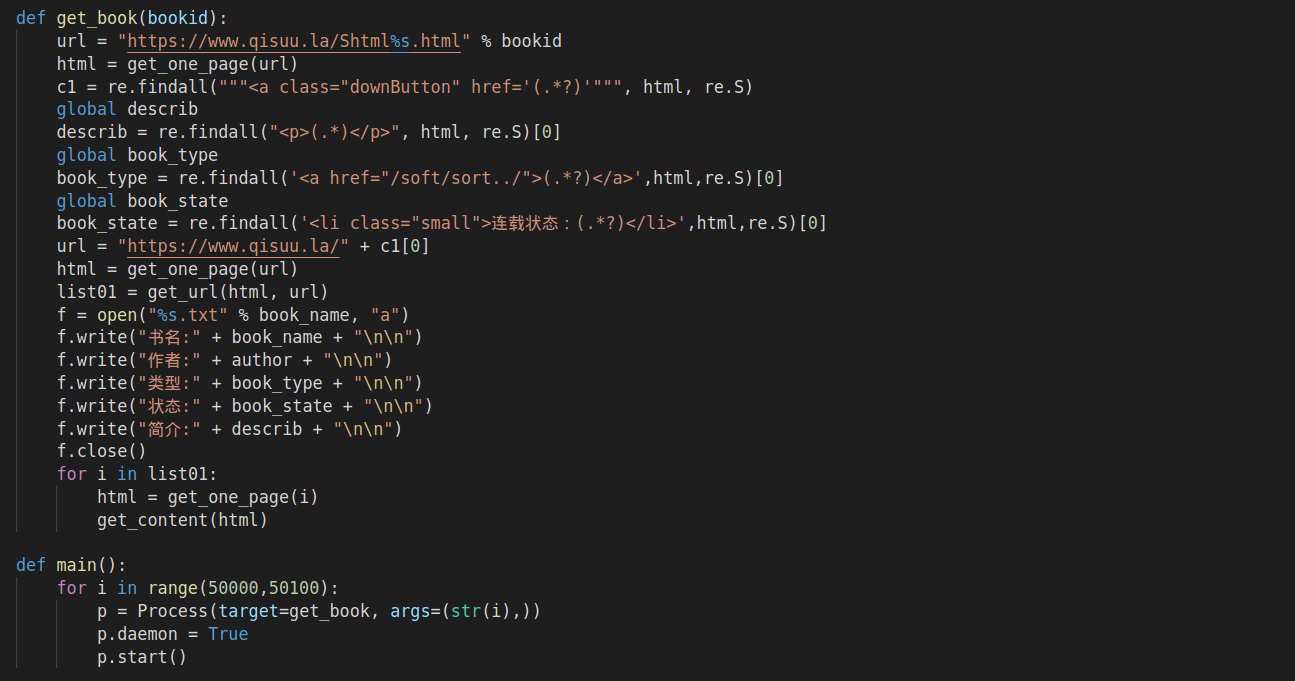 def get_book(bookid):
    url = "https://www.qisuu.la/Shtml%s.html" % bookid
    html = get_one_page(url)
    c1 = re.findall("""<a class="downButton" href='(.*?)'""", html, re.S)
    global describ
    describ = re.findall("<p>(.*)</p>", html, re.S)[0]
    global book_type
    book_type = re.findall('<a href="/soft/sort../">(.*?)</a>',html,re.S)[0]
    global book_state
    book_state = re.findall('<li class="small">连载状态：(.*?)</li>',html,re.S)[0]
    url = "https://www.qisuu.la/" + c1[0]
    html = get_one_page(url)
    list01 = get_url(html, url)
    f = open("%s.txt" % book_name, "a")
    f.write("书名:" + book_name + "\n\n")
    f.write("作者:" + author + "\n\n")
    f.write("类型:" + book_type + "\n\n")
    f.write("状态:" + book_state + "\n\n")
    f.write("简介:" + describ + "\n\n")
    f.close()
    for i in list01:
        html = get_one_page(i)
        get_content(html)
def main():
    for i in range(50000,50100):
        p = Process(target=get_book, args=(str(i),))
        p.daemon = True
        p.start()